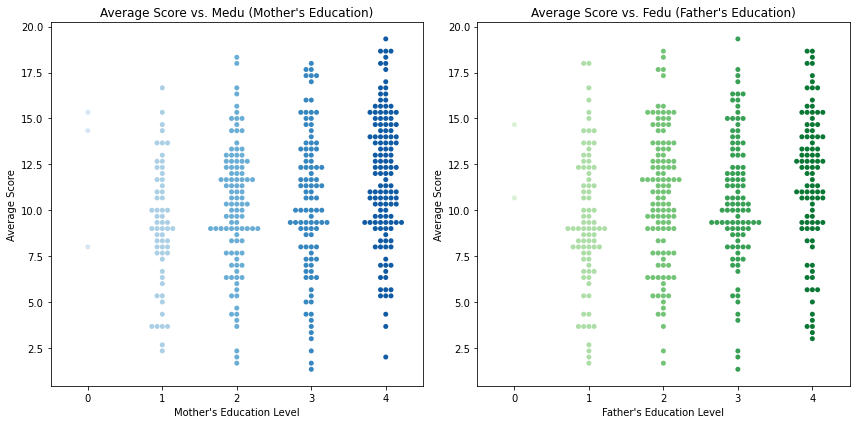 Average Score vs. Medu (Mother's Education)
20.0
17.5
15.0
12.5
10.0
7.5
5.0
2.5
Average Score
0 1 2 3 4
Mother's Education Level
Average Score vs. Fedu (Father's Education)
20.0
17.5
15.0
12.5
10.0
7.5
5.0
2.5
Average Score
0 1 2 3 4
Father's Education Level